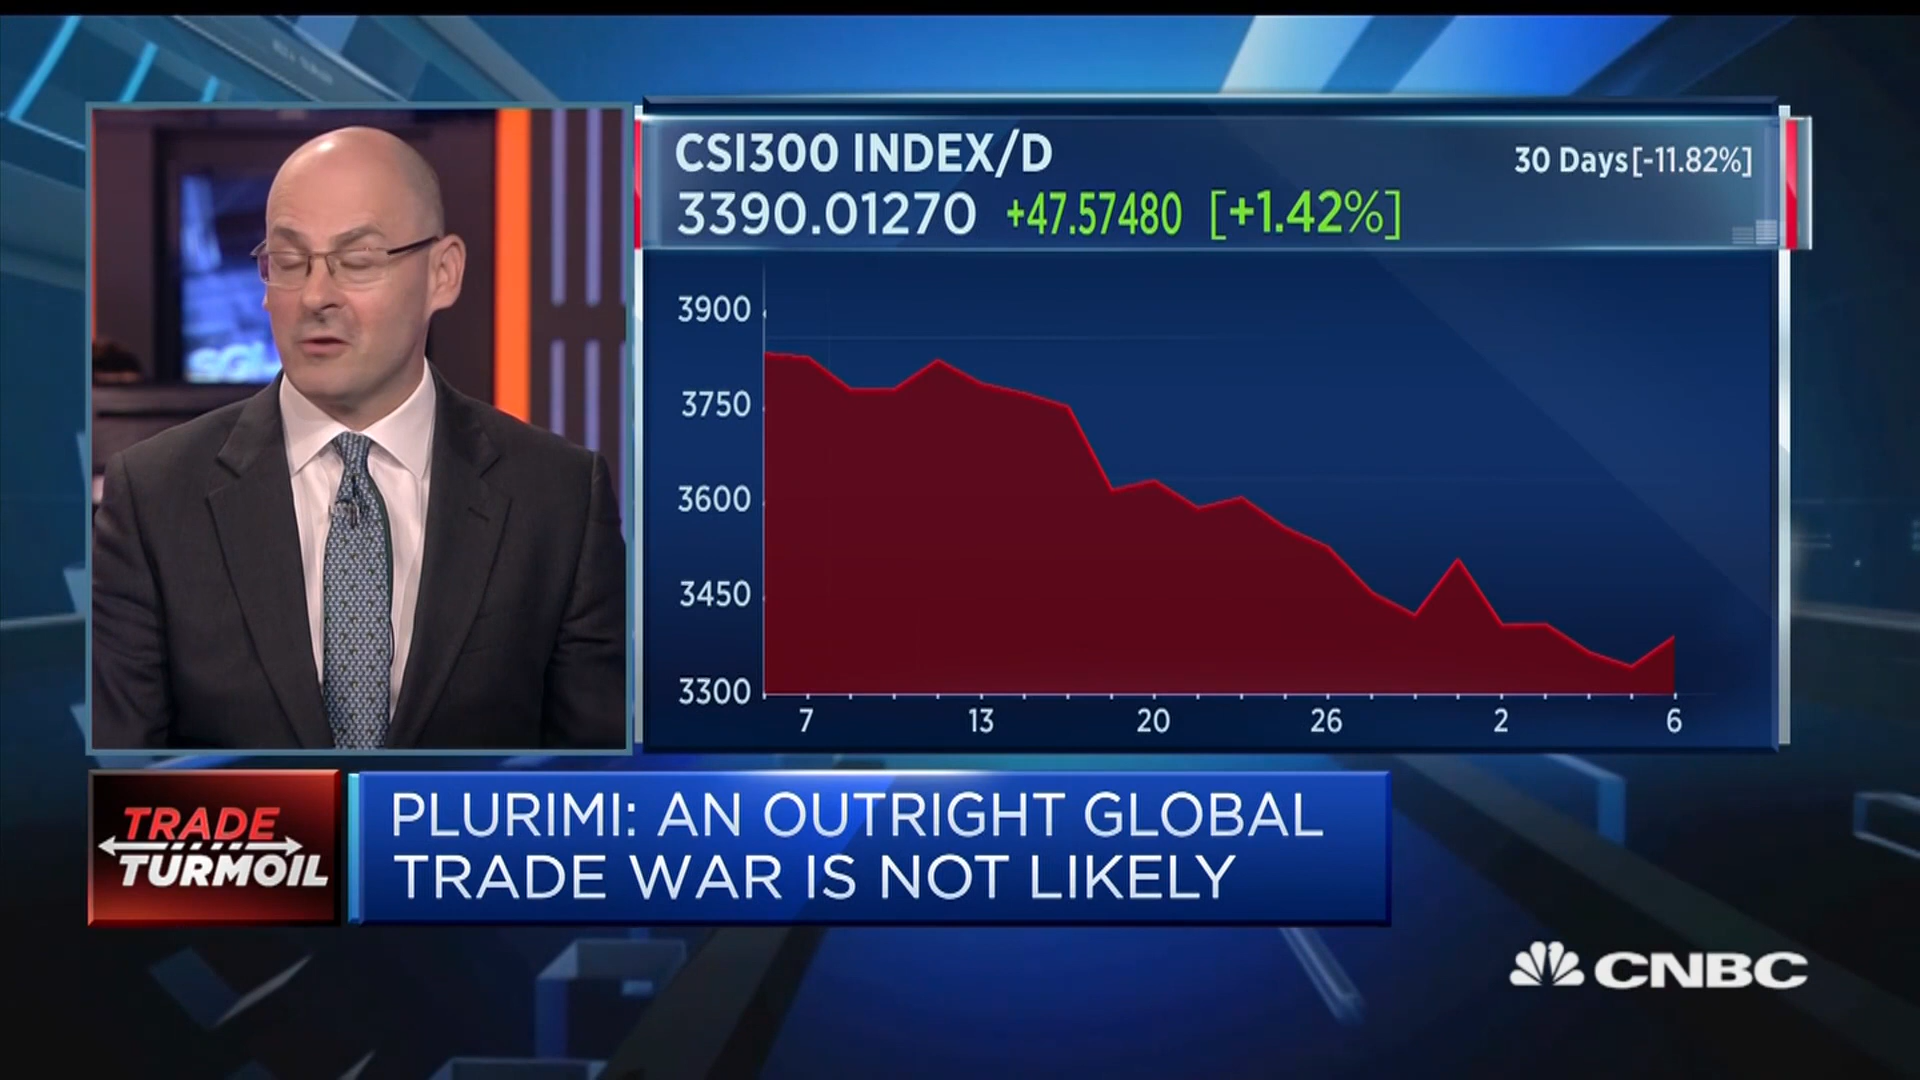 CSI300 INDEX/D
30 Days[-11.82%]
3390.01270 +47.57480 [+1.42%]
3900
3750
3600
3450
3300
7 13 20 26 2 6
TRADE
TURMOIL
PLURIMI: AN OUTRIGHT GLOBAL
TRADE WAR IS NOT LIKELY
CNBC